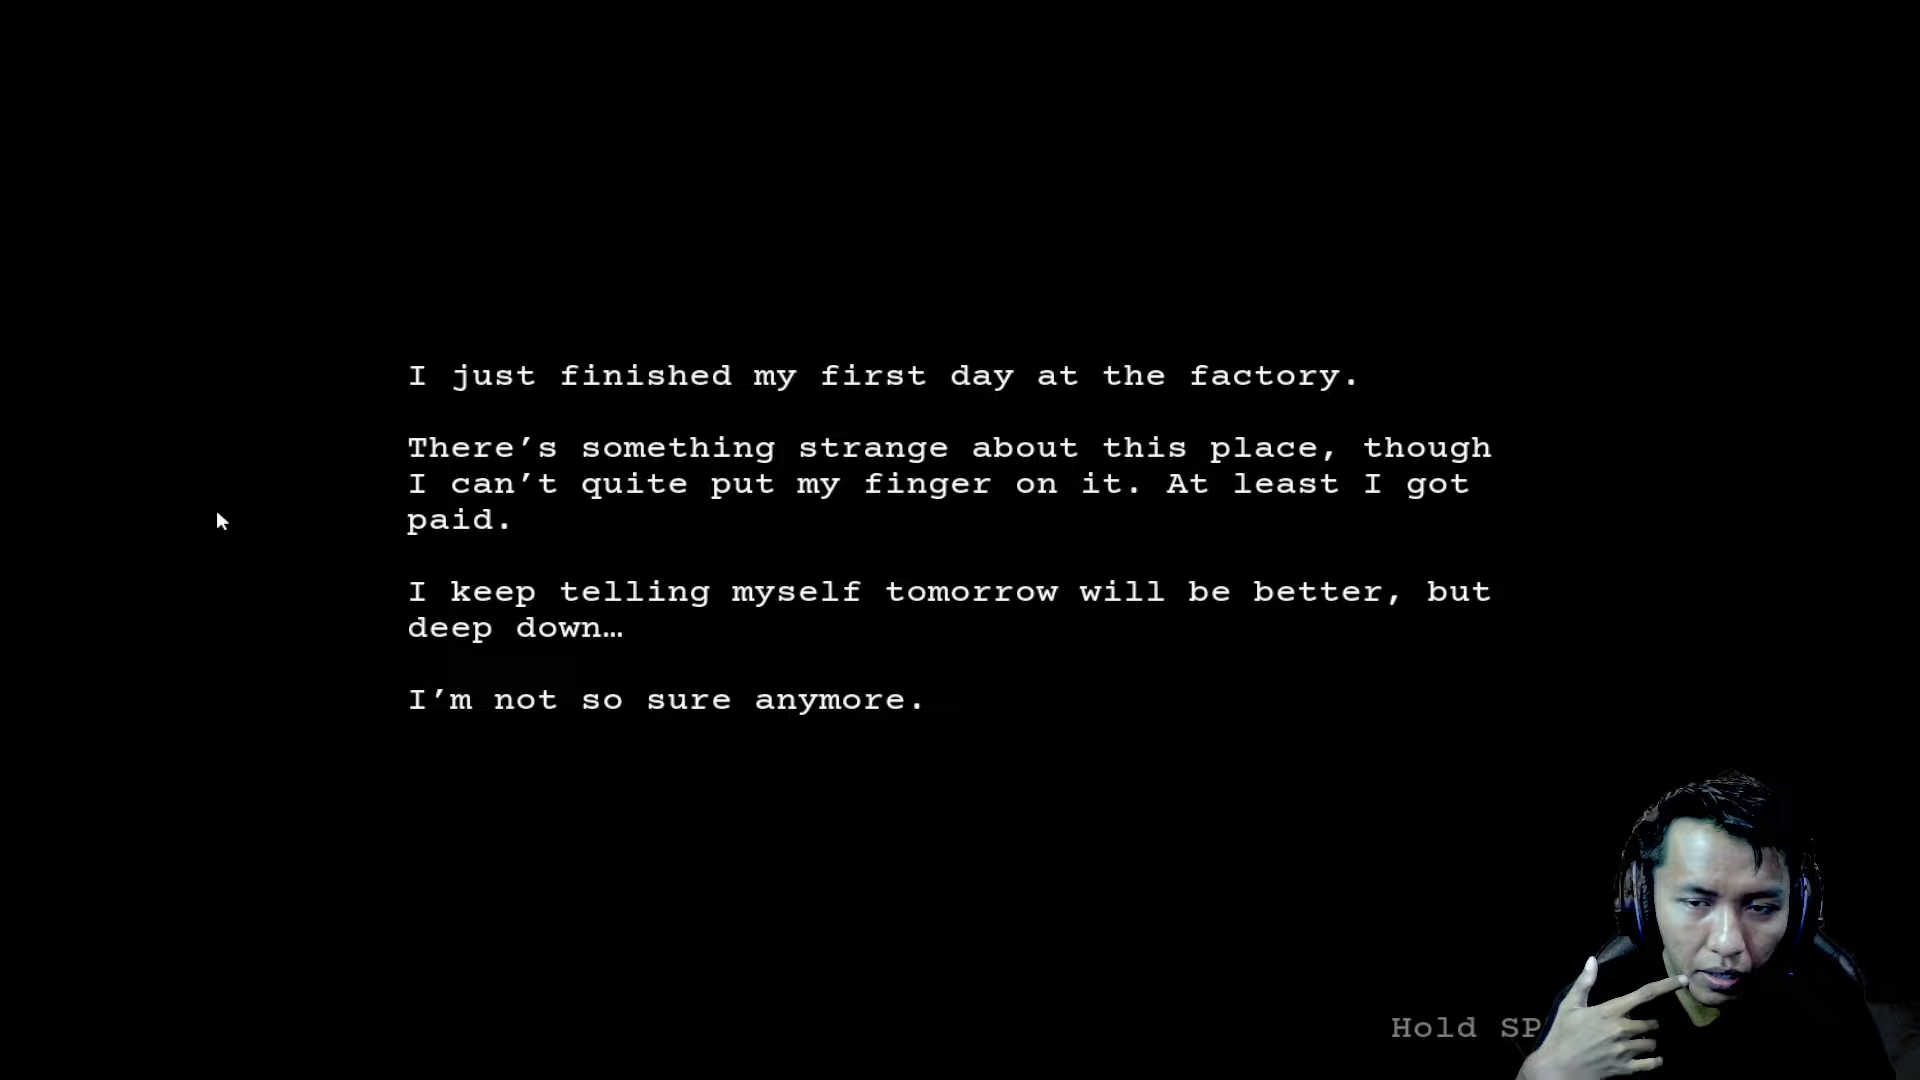 I just finished my first day at the factory.
There’s something strange about this place, though
I can’t quite put my finger on it. At least I got
paid.
I keep telling myself tomorrow will be better, but
deep down…
I’m not so sure anymore.
Hold SP